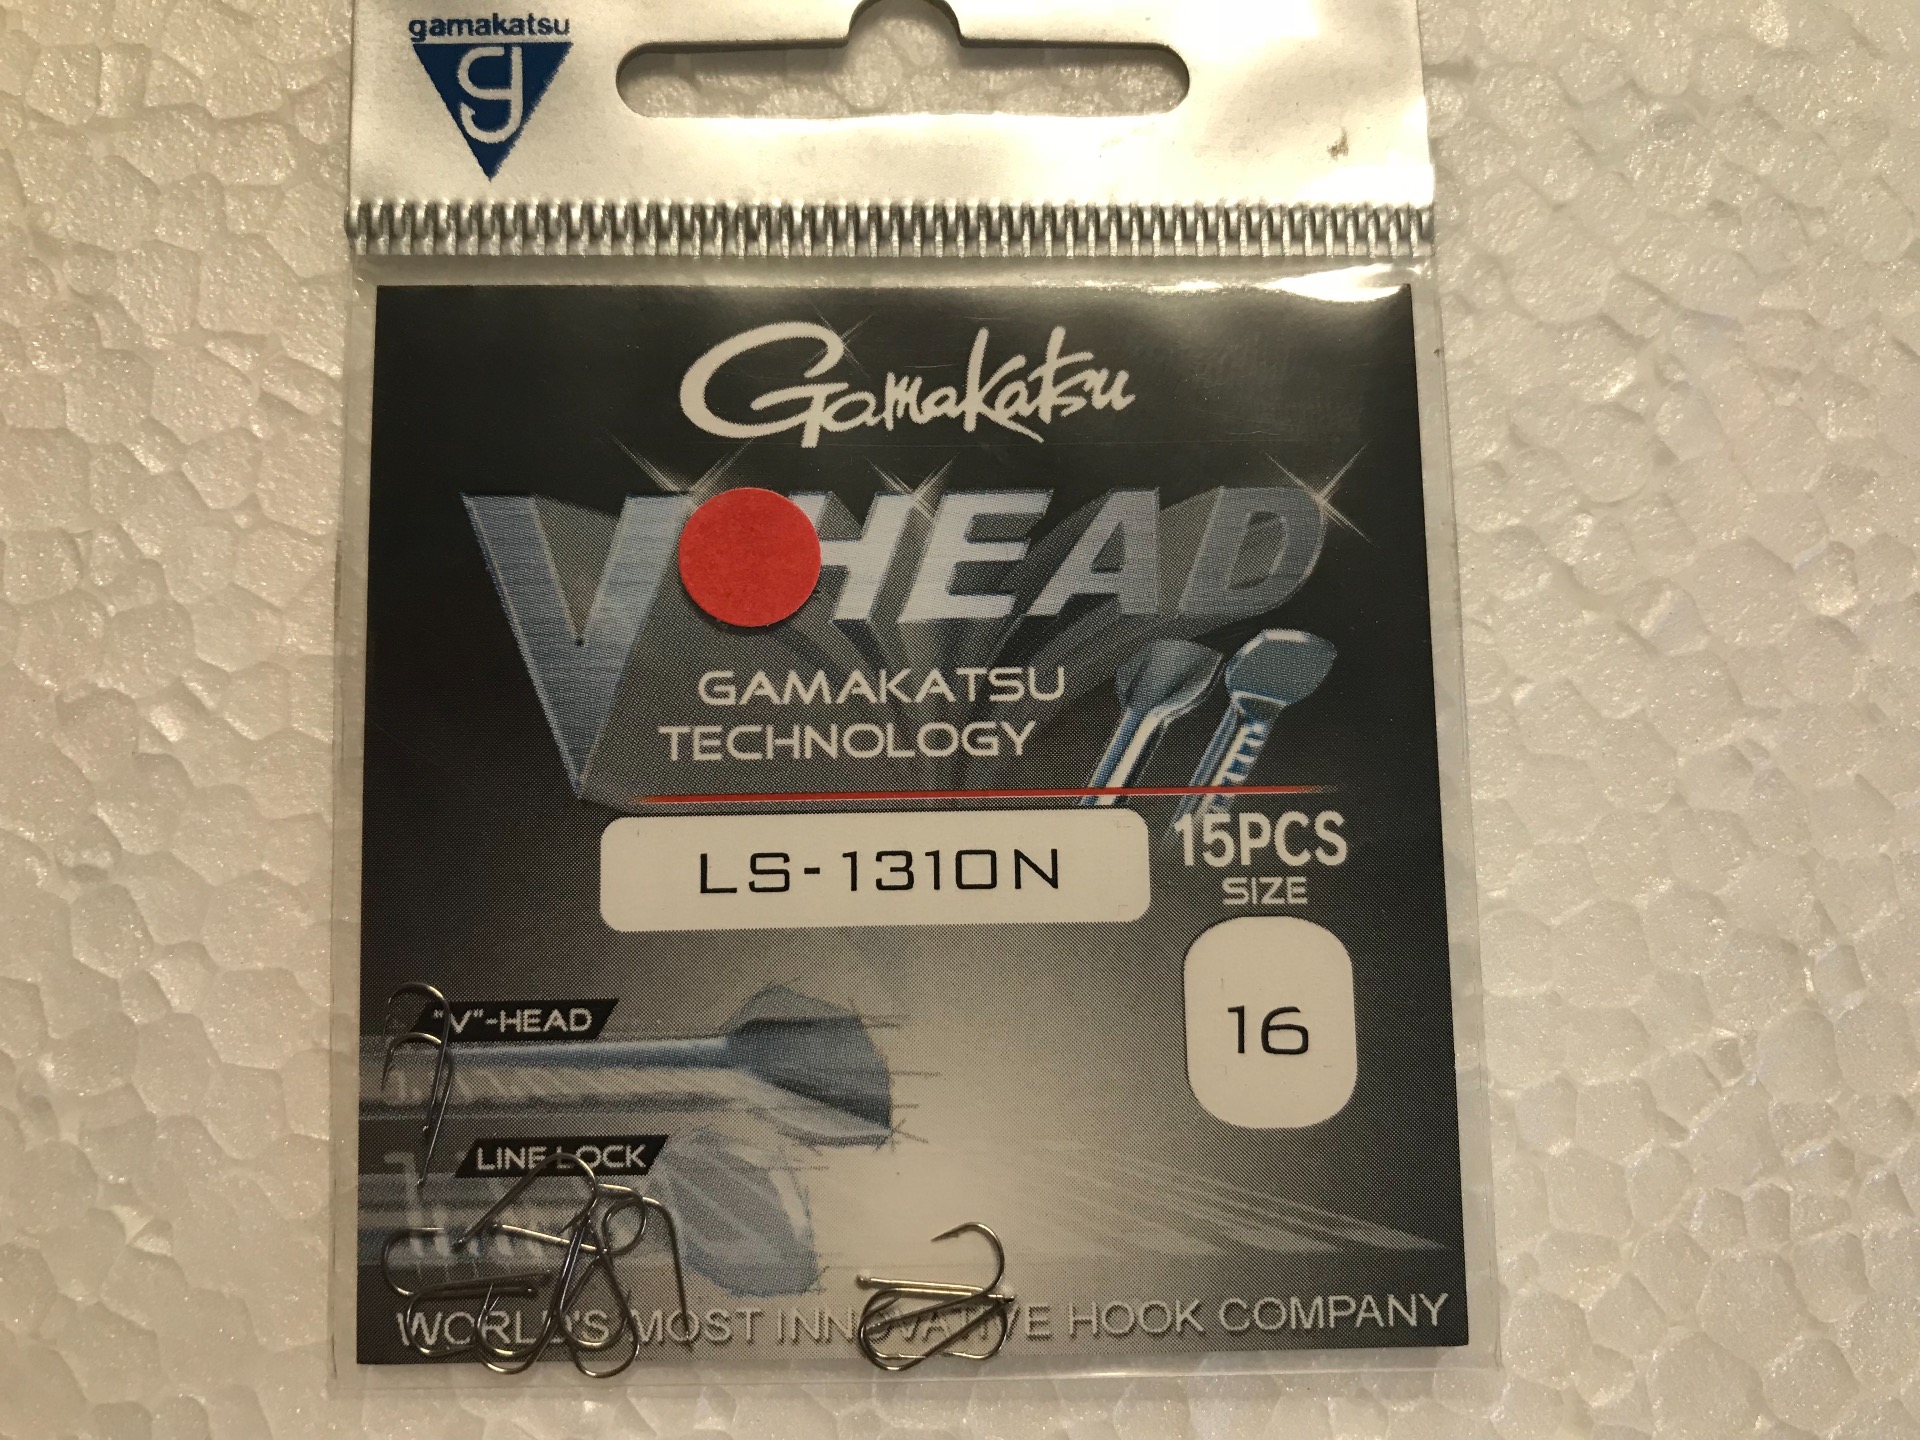 gamakatsu
Gamakatsu
V HEAD
GAMAKATSU
TECHNOLOGY
LS-1310N
15PCS
SIZE
16
"V"-HEAD
LINE LOCK
WORLD'S MOST INNOVATIVE HOOK COMPANY